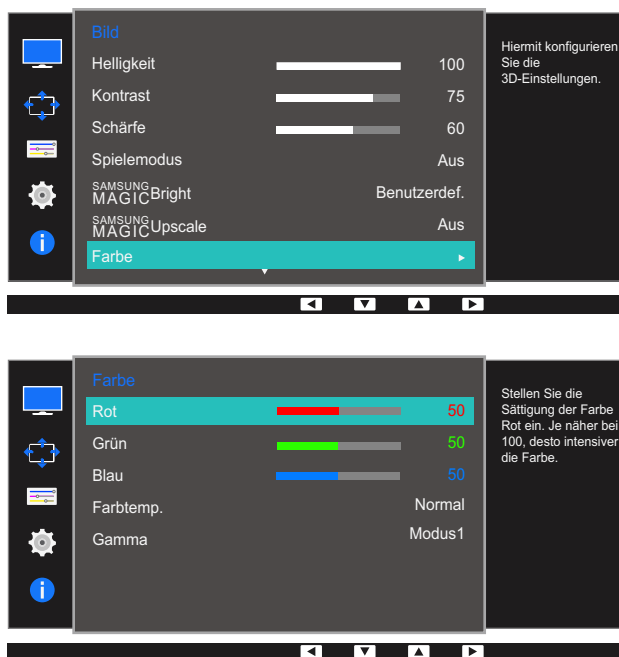 Bild
Helligkeit 100
Kontrast 75
Schärfe 60
Spielemodus Aus
SAMSUNG MAGIC Bright Benutzerdef.
SAMSUNG MAGIC Upscale Aus
Farbe
Hiermit konfigurieren
Sie die
3D-Einstellungen.
Farbe
Rot 50
Grün 50
Blau 50
Farbtemp. Normal
Gamma Modus1
Stellen Sie die
Sättigung der Farbe
Rot ein. Je näher bei
100, desto intensiver
die Farbe.